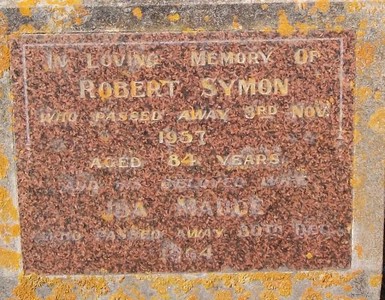 IN LOVING MEMORY OF
ROBERT SYMON
WHO PASSED AWAY 3RD NOV.
1957
AGED 84 YEARS
AND HIS BELOVED WIFE
IDA MAUDE
WHO PASSED AWAY 30TH DEC.
1964